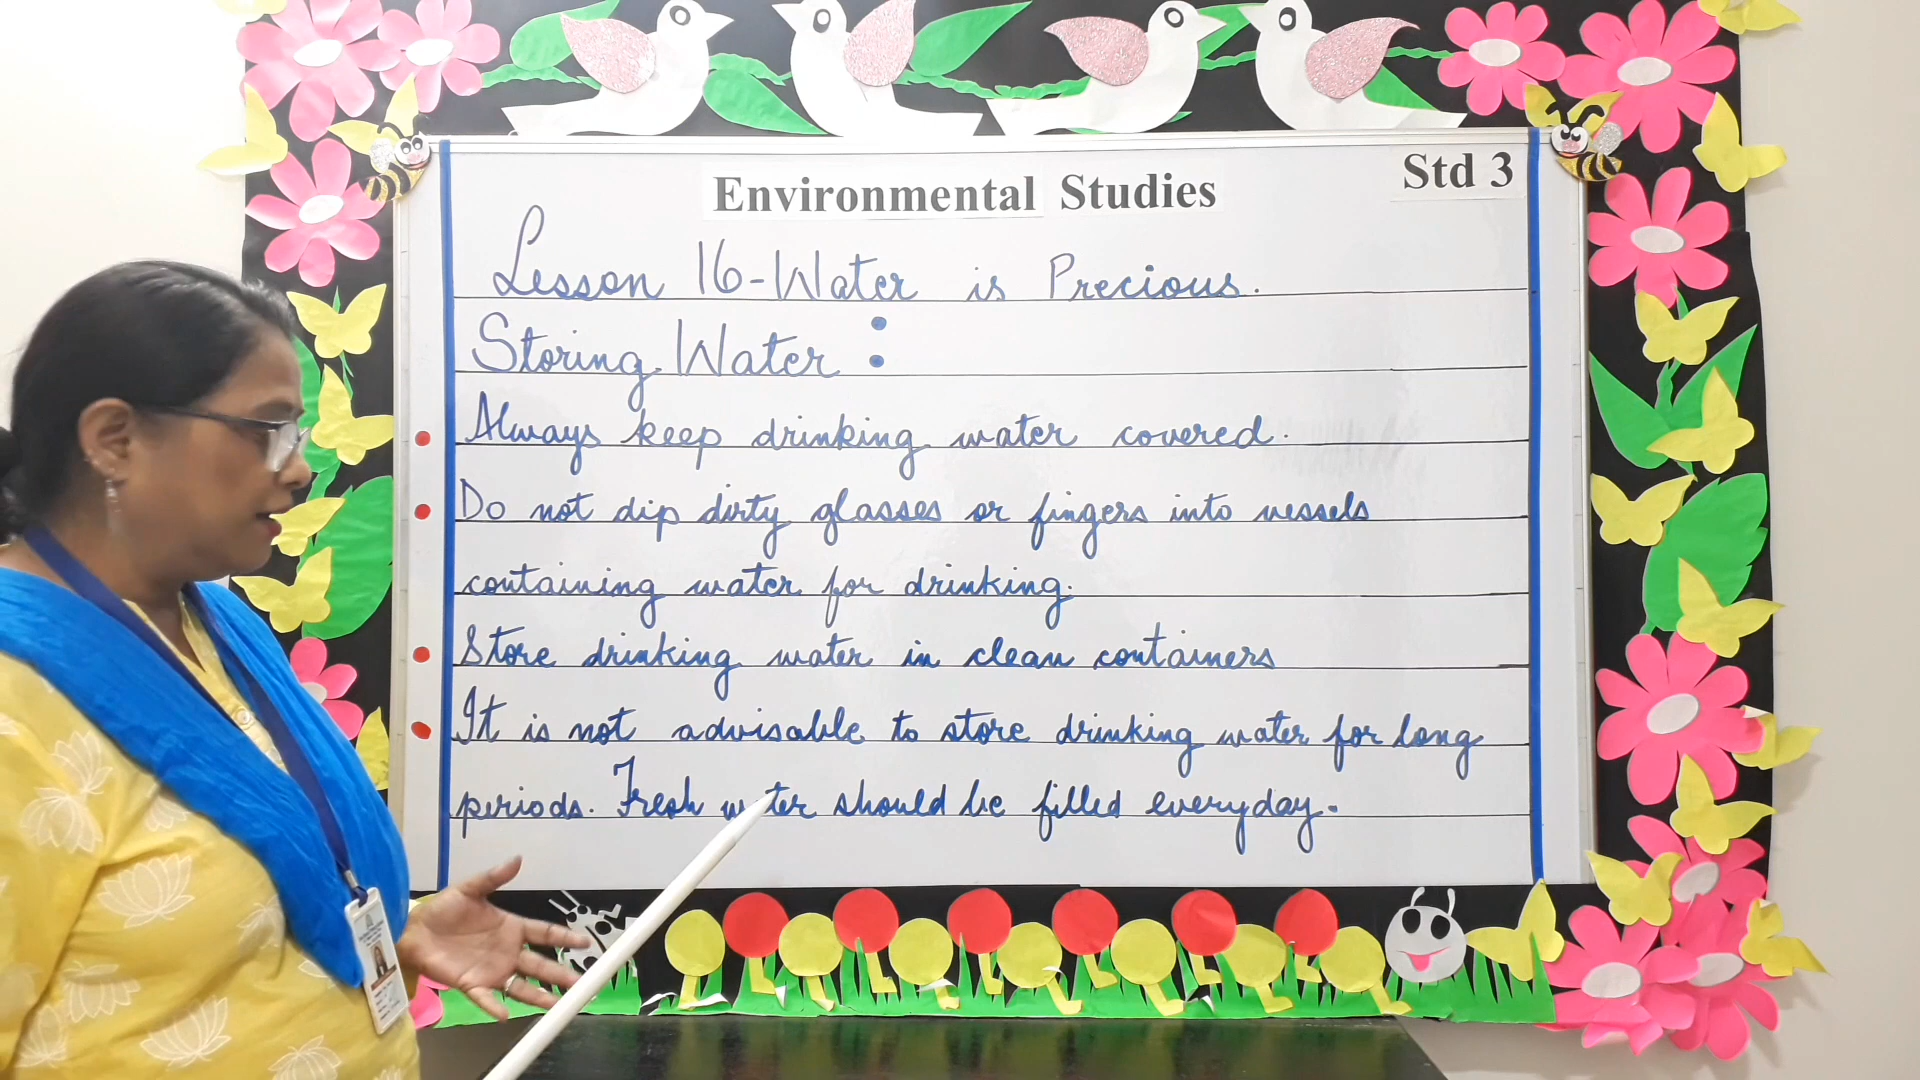 Environmental Studies
Std 3
Lesson 16-Water is Precious.
Storing Water :
Always keep drinking water covered.
Do not dip dirty glasses or fingers into vessels
containing water for drinking.
Store drinking water in clean containers
It is not advisable to store drinking water for long
periods. Fresh water should be filled everyday.